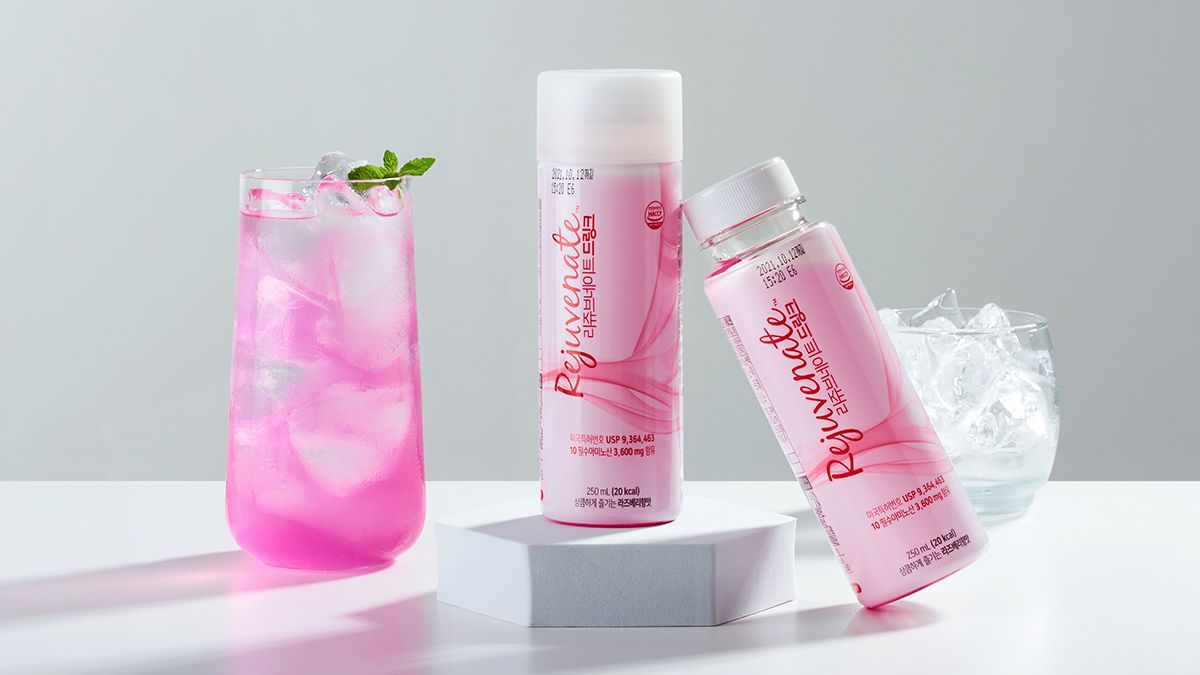 2021.10.12까지
15:20 E6
HACCP
Rejuvenate™
리쥬브네이트 드링크
미국특허번호 USP 9,364,463
10 필수아미노산 3,600 mg 함유
250 mL (20 kcal)
상큼하게 즐기는 라즈베리향맛
2021.10.12까지
15:20 E6
Rejuvenate™
리쥬브네이트 드링크
미국특허번호 USP 9,364,463
10 필수아미노산 3,600 mg 함유
250 mL (20 kcal)
상큼하게 즐기는 라즈베리향맛